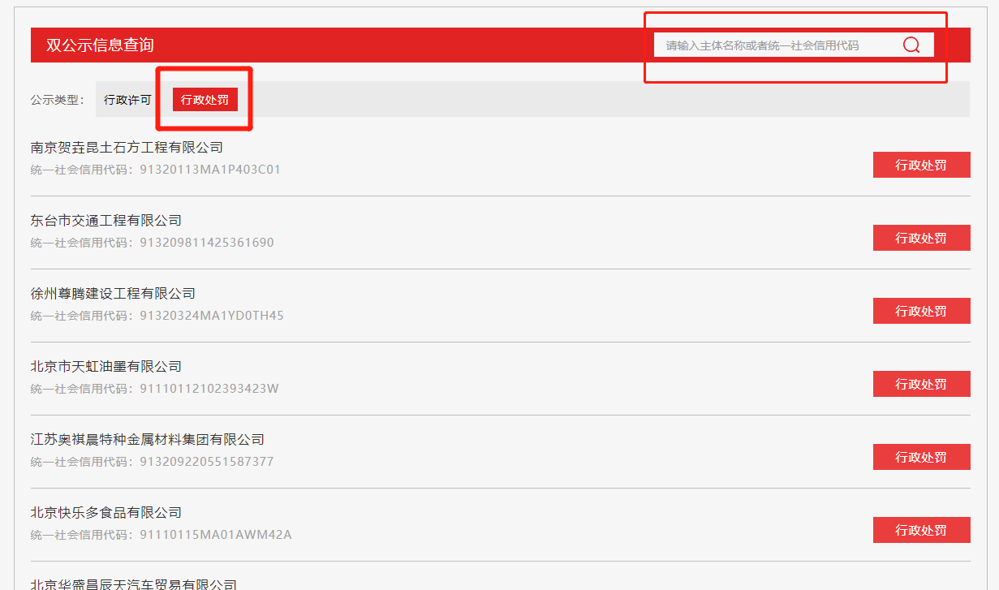 双公示信息查询
请输入主体名称或者统一社会信用代码
公示类型： 行政许可 行政处罚
南京贺垚昆土石方工程有限公司
统一社会信用代码：91320113MA1P403C01
行政处罚
东台市交通工程有限公司
统一社会信用代码：913209811425361690
行政处罚
徐州尊腾建设工程有限公司
统一社会信用代码：91320324MA1YD0TH45
行政处罚
北京市天虹油墨有限公司
统一社会信用代码：91110112102393423W
行政处罚
江苏奥祺晨特种金属材料集团有限公司
统一社会信用代码：913209220551587377
行政处罚
北京快乐多食品有限公司
统一社会信用代码：91110115MA01AWM42A
行政处罚
北京华盛昌辰天汽车贸易有限公司